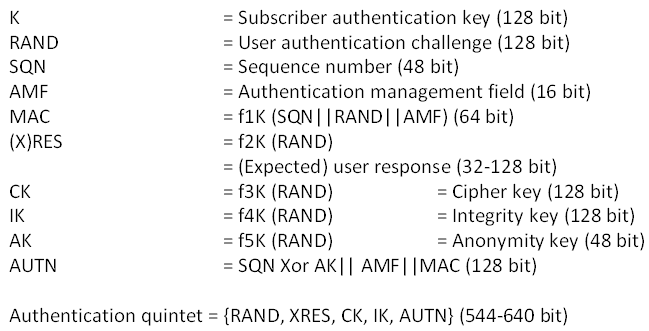 K = Subscriber authentication key (128 bit)
RAND = User authentication challenge (128 bit)
SQN = Sequence number (48 bit)
AMF = Authentication management field (16 bit)
MAC = f1K (SQN||RAND||AMF) (64 bit)
(X)RES = f2K (RAND)
= (Expected) user response (32-128 bit)
CK = f3K (RAND) = Cipher key (128 bit)
IK = f4K (RAND) = Integrity key (128 bit)
AK = f5K (RAND) = Anonymity key (48 bit)
AUTN = SQN Xor AK|| AMF||MAC (128 bit)
Authentication quintet = {RAND, XRES, CK, IK, AUTN} (544-640 bit)